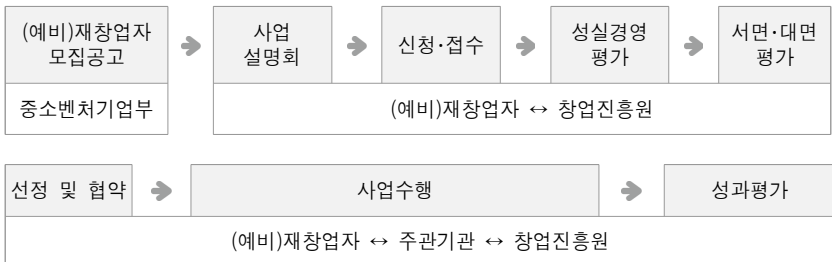 (예비)재창업자
모집공고
사업
설명회
신청·접수
성실경영
평가
서면·대면
평가
중소벤처기업부
(예비)재창업자 ↔ 창업진흥원
선정 및 협약
사업수행
성과평가
(예비)재창업자 ↔ 주관기관 ↔ 창업진흥원